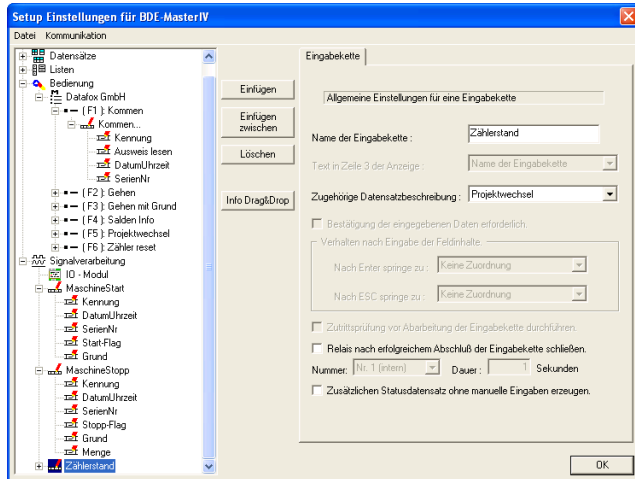 Setup Einstellungen für BDE-MasterIV
Datei Kommunikation
Datensätze
Listen
Bedienung
Datafox GmbH
(F1): Kommen
Kommen...
Kennung
Ausweis lesen
DatumUhrzeit
SerienNr
(F2): Gehen
(F3): Gehen mit Grund
(F4): Salden Info
(F5): Projektwechsel
(F6): Zähler reset
Signalverarbeitung
IO - Modul
MaschineStart
Kennung
DatumUhrzeit
SerienNr
Start-Flag
Grund
MaschineStopp
Kennung
DatumUhrzeit
SerienNr
Stopp-Flag
Grund
Menge
Zählerstand
Einfügen
Einfügen
zwischen
Löschen
Info Drag&Drop
Eingabekette
Allgemeine Einstellungen für eine Eingabekette
Name der Eingabekette : Zählerstand
Text in Zeile 3 der Anzeige : Name der Eingabekette
Zugehörige Datensatzbeschreibung : Projektwechsel
Bestätigung der eingegebenen Daten erforderlich.
Verhalten nach Eingabe der Feldinhalte.
Nach Enter springe zu : Keine Zuordnung
Nach ESC springe zu : Keine Zuordnung
Zutrittsprüfung vor Abarbeitung der Eingabekette durchführen.
Relais nach erfolgreichem Abschluß der Eingabekette schließen.
Nummer: Nr. 1 (intern) Dauer : 1 Sekunden
Zusätzlichen Statusdatensatz ohne manuelle Eingaben erzeugen.
OK